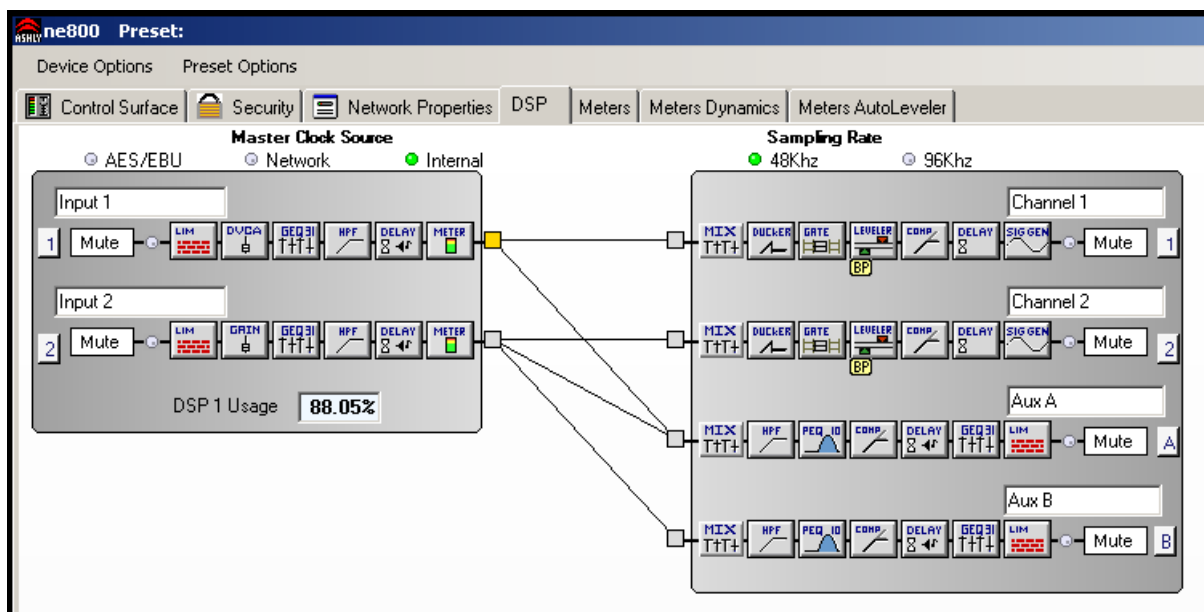 ASHLY ne800 Preset:
Device Options Preset Options
Control Surface Security Network Properties DSP Meters Meters Dynamics Meters AutoLeveler
Master Clock Source Sampling Rate
AES/EBU Network Internal 48Khz 96Khz
Input 1 Channel 1
1 Mute LIM DVCA GEQ31 HPF DELAY METER MIX DUCKER GATE LEVELER COMP DELAY SIG GEN Mute 1
BP
Input 2 Channel 2
2 Mute LIM GAIN GEQ31 HPF DELAY METER MIX DUCKER GATE LEVELER COMP DELAY SIG GEN Mute 2
BP
DSP 1 Usage 88.05%
Aux A
MIX HPF PEQ 10 COMP DELAY GEQ31 LIM Mute A
Aux B
MIX HPF PEQ 10 COMP DELAY GEQ31 LIM Mute B